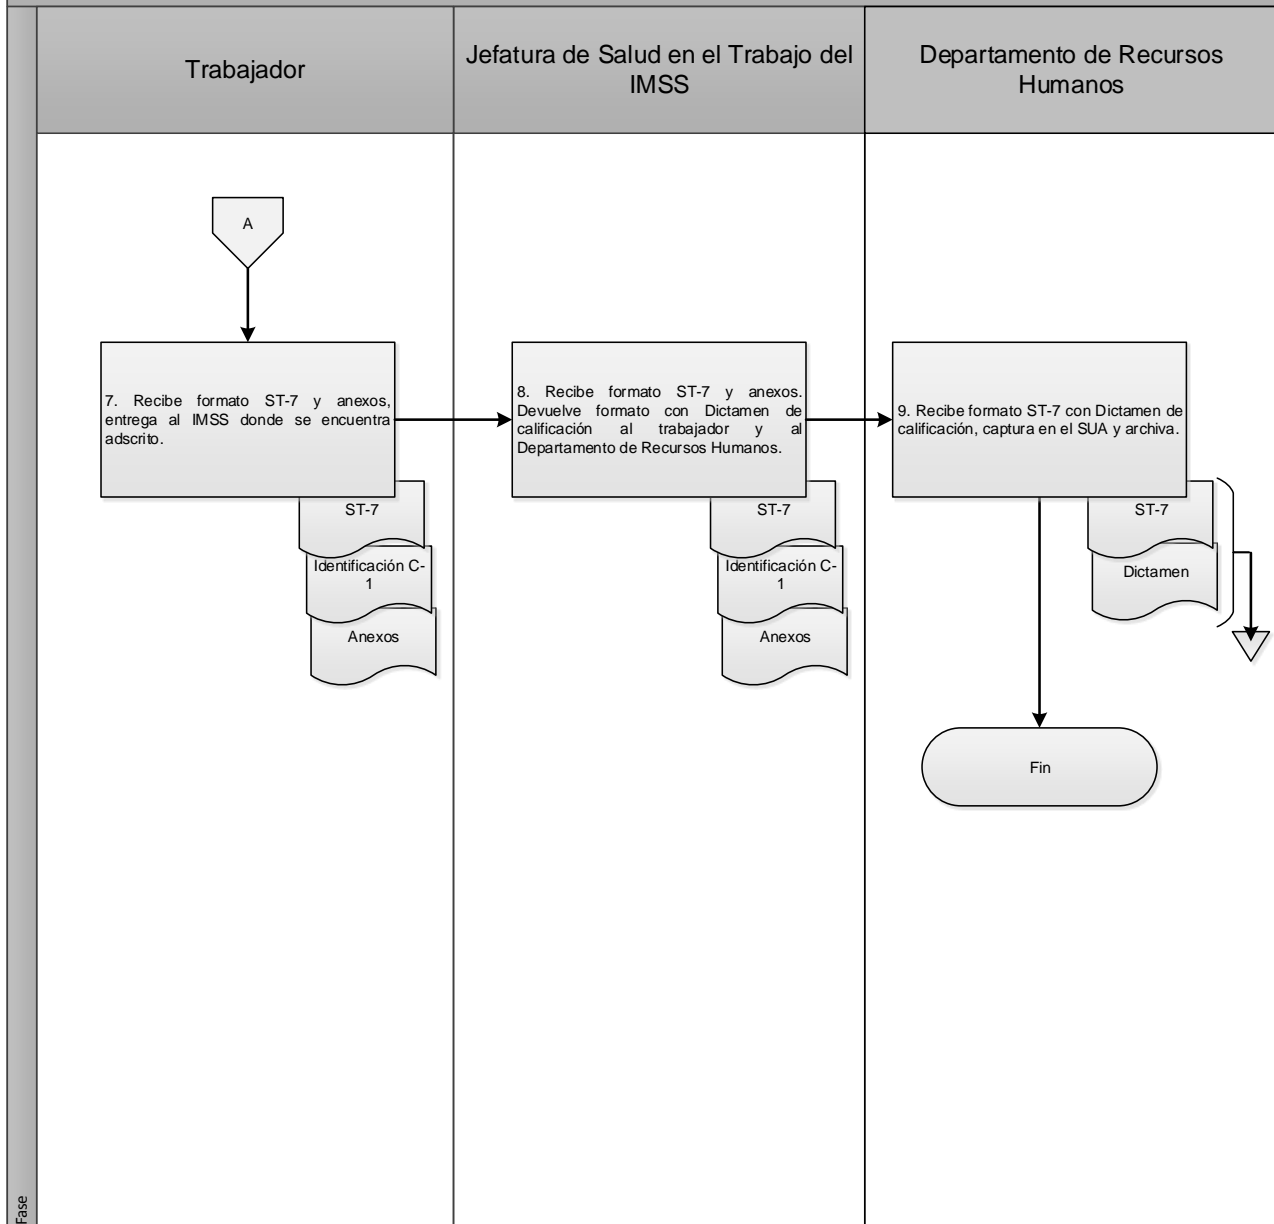 Trabajador
Jefatura de Salud en el Trabajo del
IMSS
Departamento de Recursos
Humanos
A
7. Recibe formato ST-7 y anexos,
entrega al IMSS donde se encuentra
adscrito.
ST-7
Identificación C-
1
Anexos
8. Recibe formato ST-7 y anexos.
Devuelve formato con Dictamen de
calificación al trabajador y al
Departamento de Recursos Humanos.
ST-7
Identificación C-
1
Anexos
9. Recibe formato ST-7 con Dictamen de
calificación, captura en el SUA y archiva.
ST-7
Dictamen
Fin
Fase